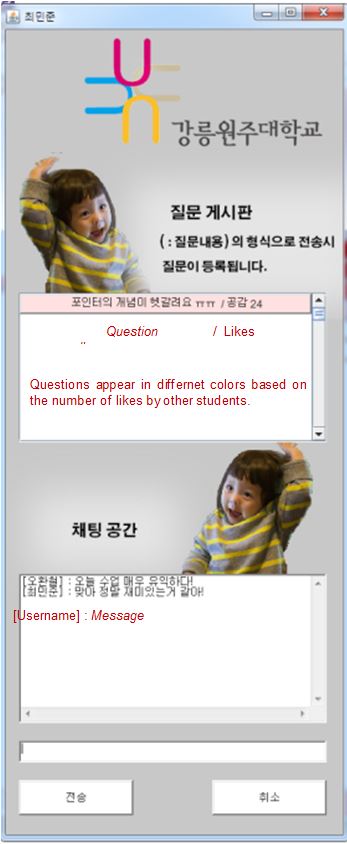 최민준
강릉원주대학교
질문 게시판
( : 질문내용) 의 형식으로 전송시
질문이 등록됩니다.
포인터의 개념미 헷갈려요 ㅠㅠ / 공감 24
Question / Likes
Questions appear in differnet colors based on
the number of likes by other students.
채팅 공간
[오환철] : 오늘 수업 매우 유익하다!
[최민준] : 맞아 정말 재미있는거 같아!
[Username] : Message
전송
취소